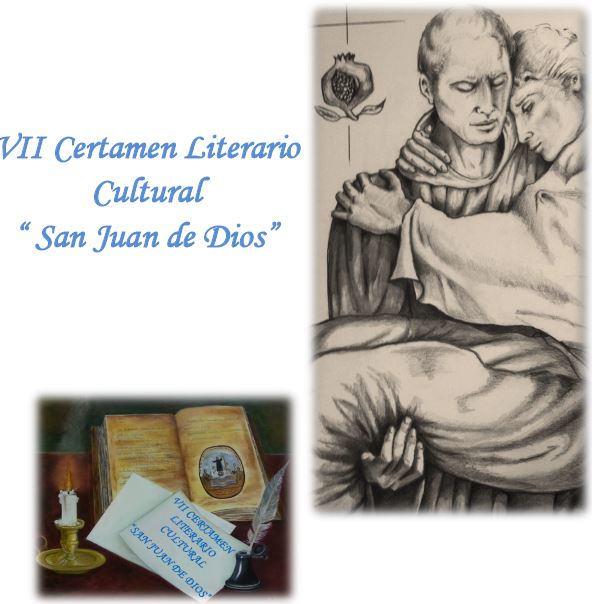 VII Certamen Literario
Cultural
“ San Juan de Dios”
VII CERTAMEN
LITERARIO
CULTURAL
“SAN JUAN DE DIOS”